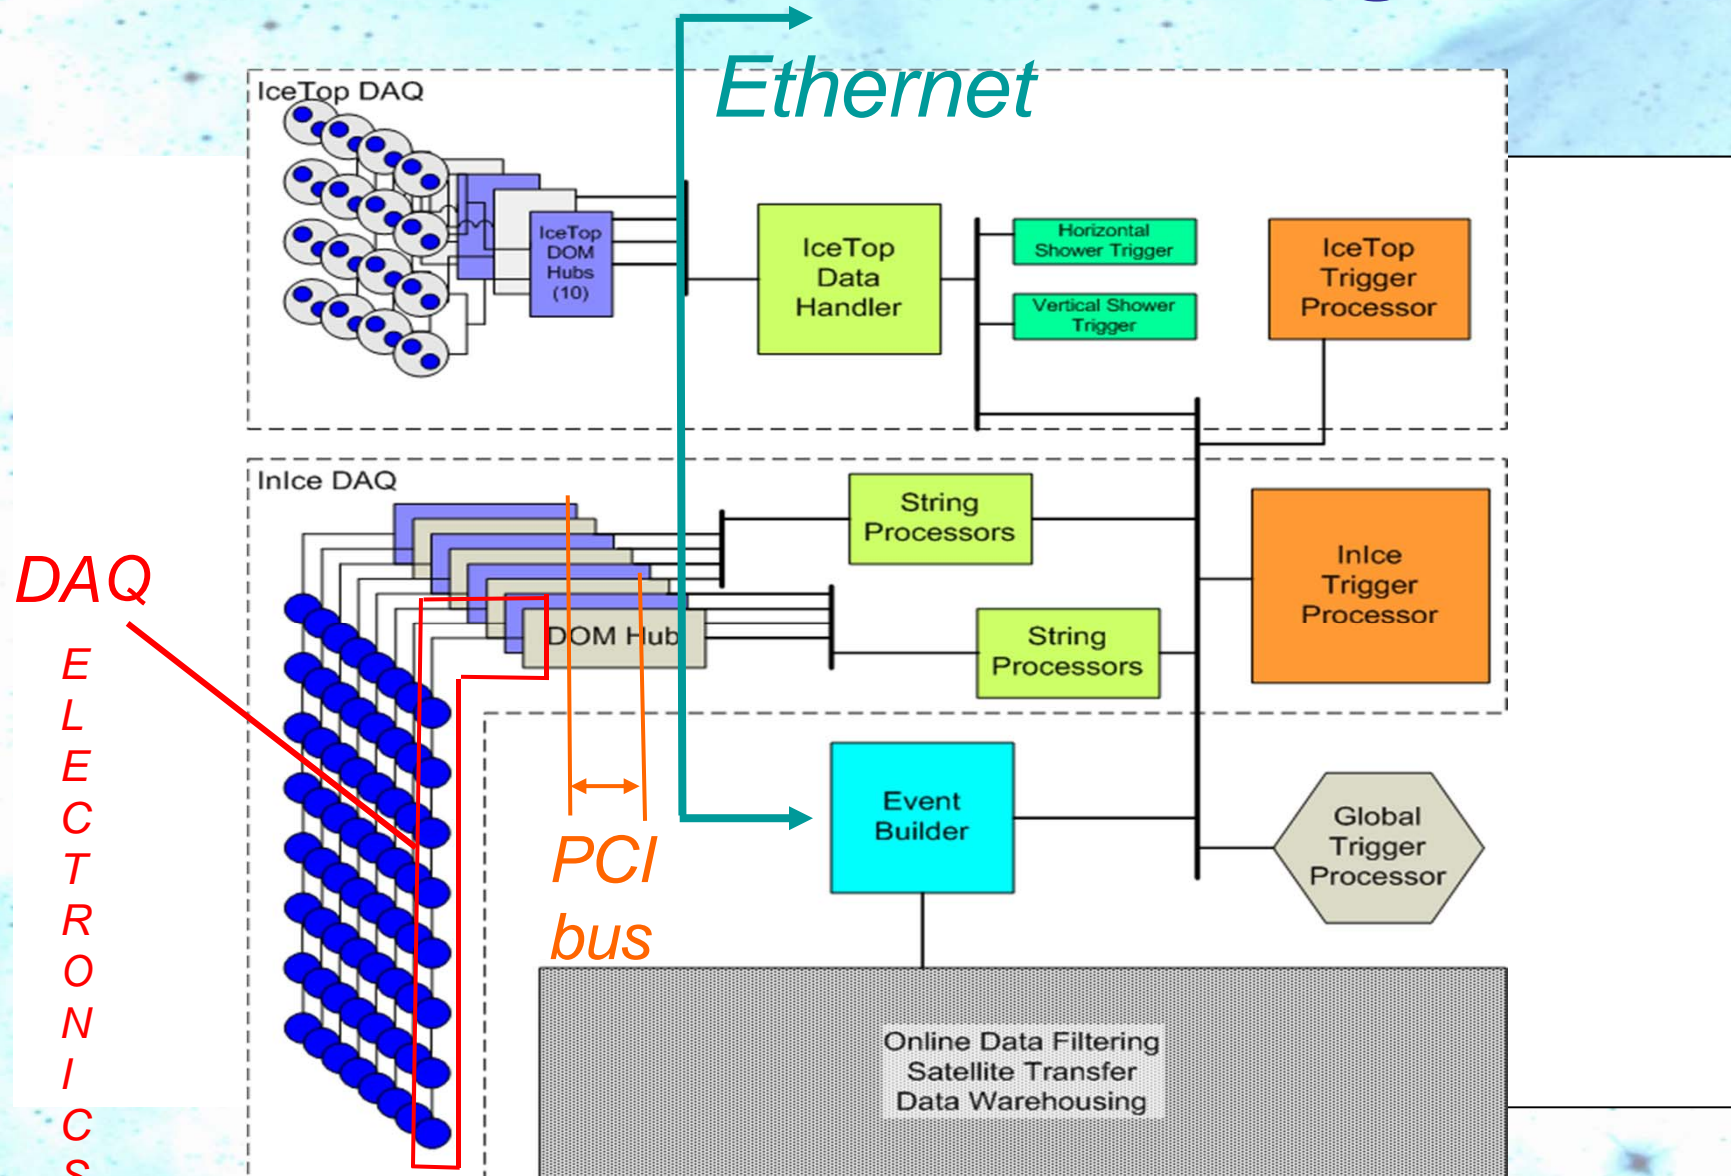 Ethernet
IceTop DAQ
IceTop
DOM
Hubs
(10)
IceTop
Data
Handler
Horizontal
Shower Trigger
Vertical Shower
Trigger
IceTop
Trigger
Processor
InIce DAQ
String
Processors
InIce
Trigger
Processor
DOM Hub
String
Processors
DAQ
E
L
E
C
T
R
O
N
I
C
S
PCI
bus
Event
Builder
Global
Trigger
Processor
Online Data Filtering
Satellite Transfer
Data Warehousing